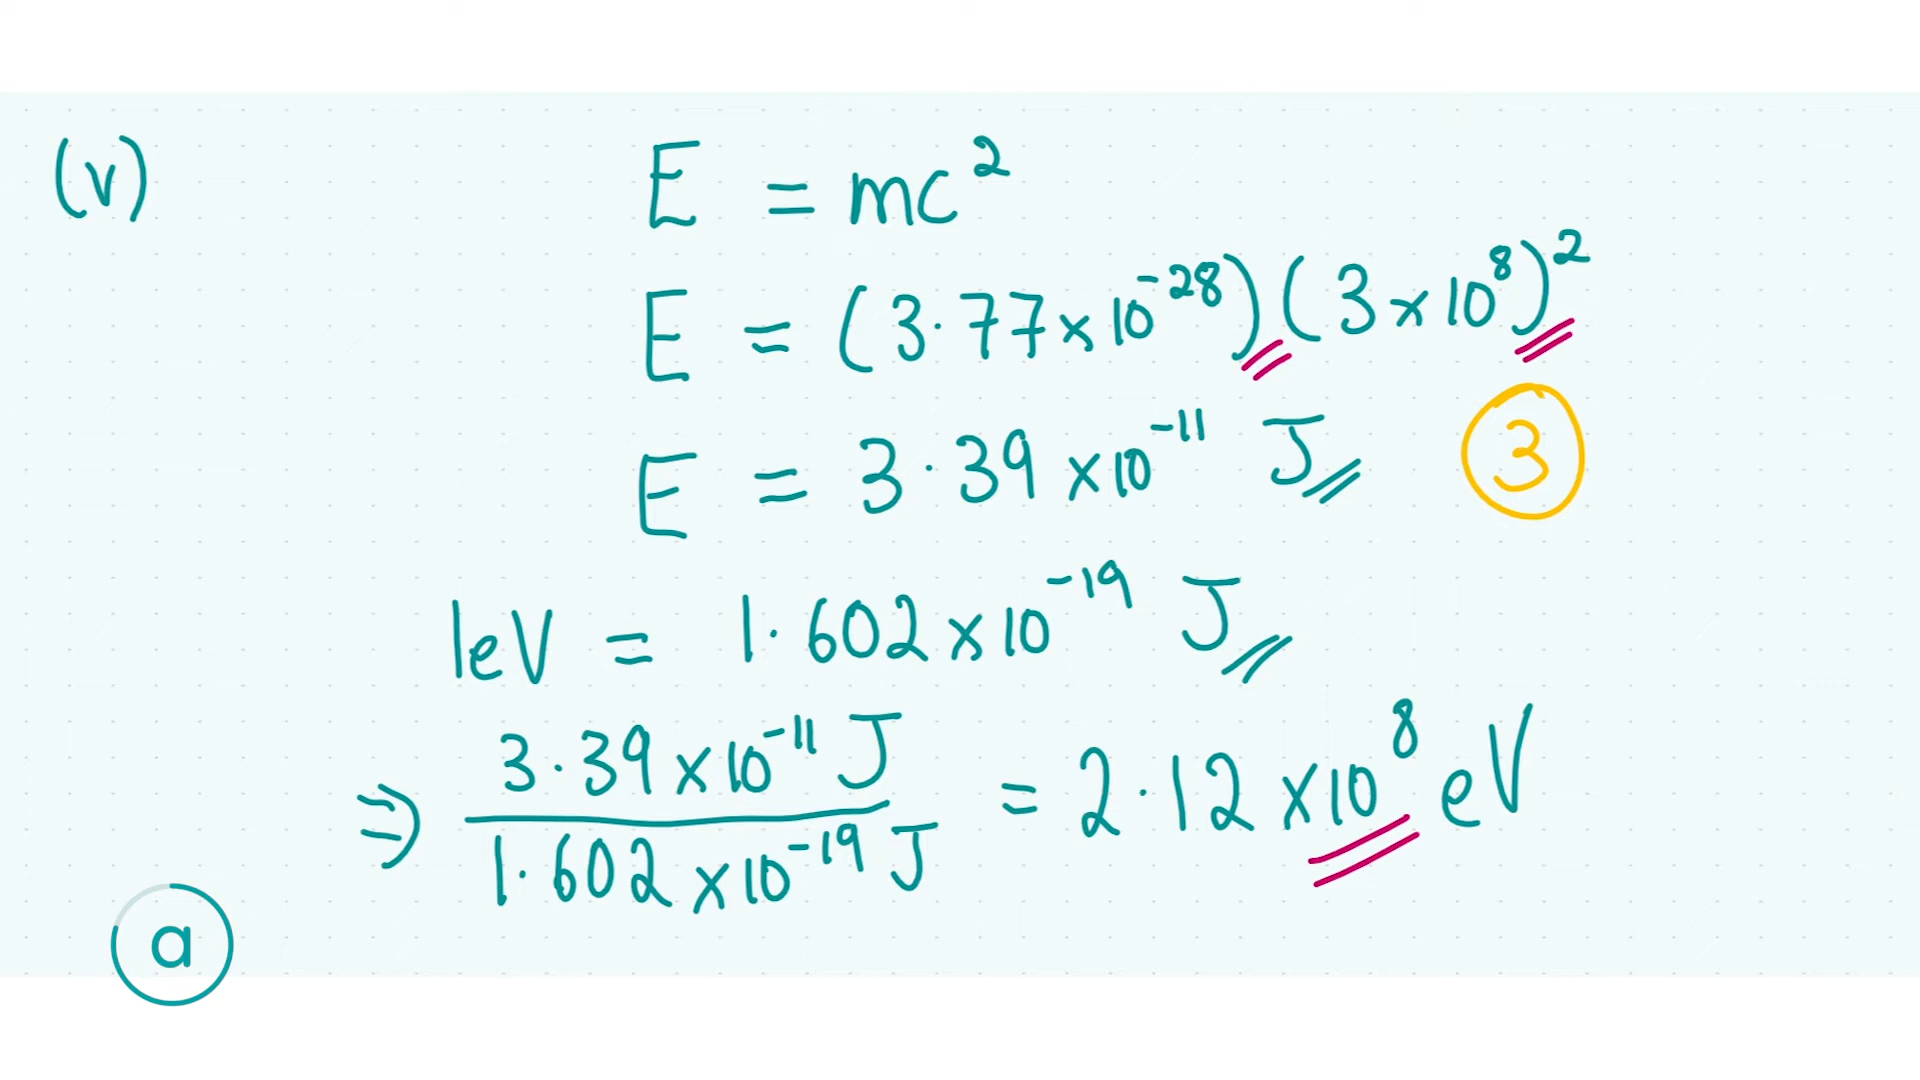 (v) E = mc²
E = (3.77×10⁻²⁸)(3×10⁸)²
E = 3.39×10⁻¹¹ J
3
1eV = 1.602×10⁻¹⁹ J
⇒ 3.39×10⁻¹¹ J / 1.602×10⁻¹⁹ J = 2.12×10⁸ eV
a